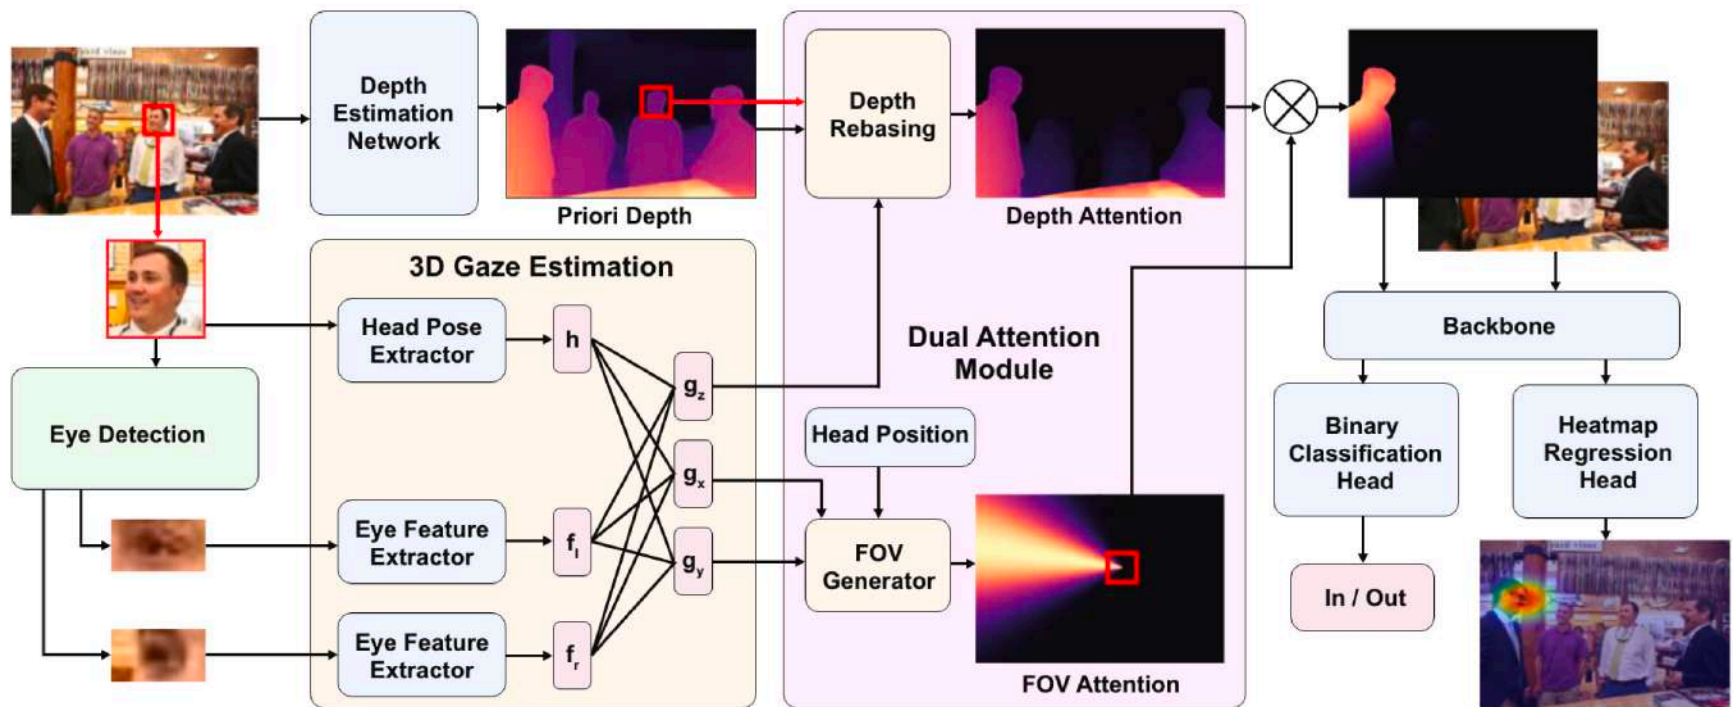 Depth
Estimation
Network
Priori Depth
Depth
Rebasing
Depth Attention
3D Gaze Estimation
Head Pose
Extractor
h
g_z
Dual Attention
Module
Backbone
Eye Detection
Head Position
g_x
Eye Feature
Extractor
f_l
g_y
FOV
Generator
Binary
Classification
Head
Heatmap
Regression
Head
Eye Feature
Extractor
f_r
FOV Attention
In / Out